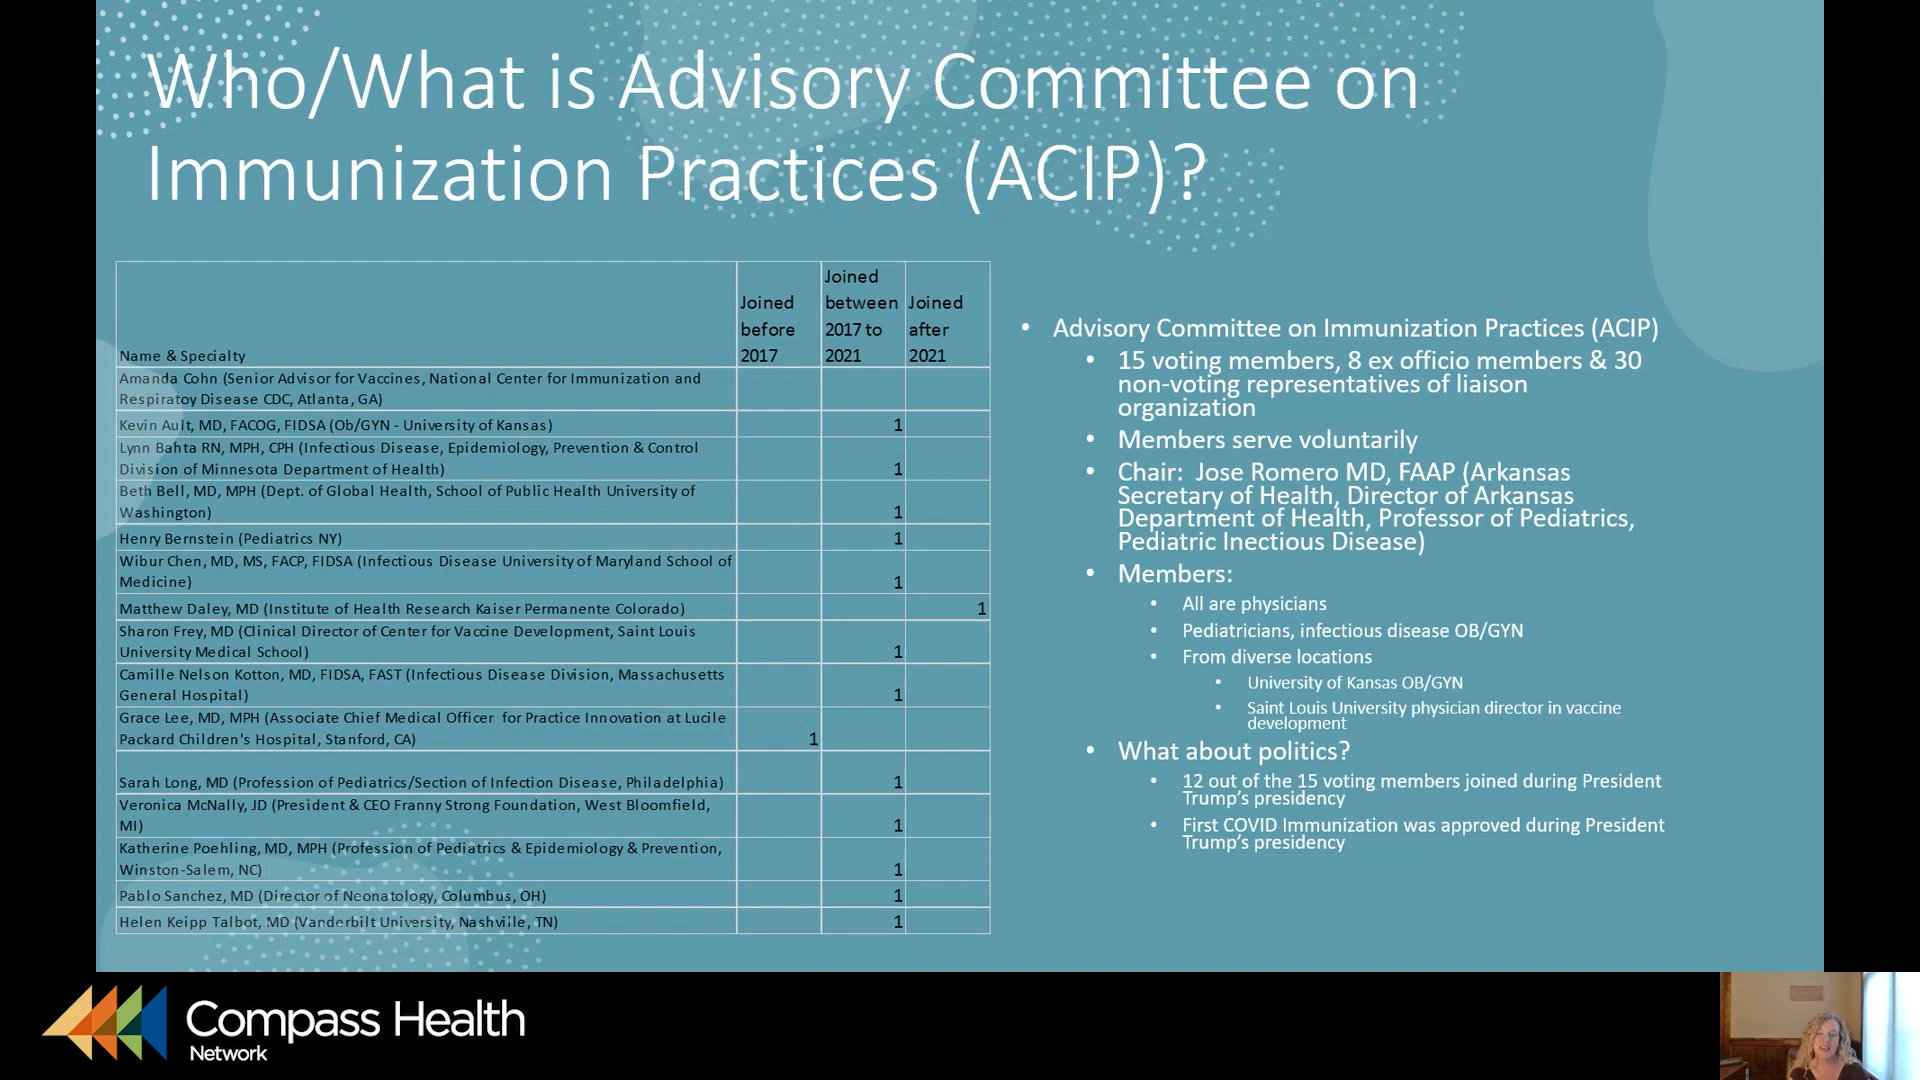 Who/What is Advisory Committee on
Immunization Practices (ACIP)?
Name & Specialty
Joined before 2017
Joined between 2017 to 2021
Joined after 2021
Amanda Cohn (Senior Advisor for Vaccines, National Center for Immunization and
Respiratoy Disease CDC, Atlanta, GA)
Kevin Ault, MD, FACOG, FIDSA (Ob/GYN - University of Kansas) 1
Lynn Bahta RN, MPH, CPH (Infectious Disease, Epidemiology, Prevention & Control
Division of Minnesota Department of Health) 1
Beth Bell, MD, MPH (Dept. of Global Health, School of Public Health University of
Washington) 1
Henry Bernstein (Pediatrics NY) 1
Wibur Chen, MD, MS, FACP, FIDSA (Infectious Disease University of Maryland School of
Medicine) 1
Matthew Daley, MD (Institute of Health Research Kaiser Permanente Colorado) 1
Sharon Frey, MD (Clinical Director of Center for Vaccine Development, Saint Louis
University Medical School) 1
Camille Nelson Kotton, MD, FIDSA, FAST (Infectious Disease Division, Massachusetts
General Hospital) 1
Grace Lee, MD, MPH (Associate Chief Medical Officer for Practice Innovation at Lucile
Packard Children's Hospital, Stanford, CA) 1
Sarah Long, MD (Profession of Pediatrics/Section of Infection Disease, Philadelphia) 1
Veronica McNally, JD (President & CEO Franny Strong Foundation, West Bloomfield,
MI) 1
Katherine Poehling, MD, MPH (Profession of Pediatrics & Epidemiology & Prevention,
Winston-Salem, NC) 1
Pablo Sanchez, MD (Director of Neonatology, Columbus, OH) 1
Helen Keipp Talbot, MD (Vanderbilt University, Nashville, TN) 1
• Advisory Committee on Immunization Practices (ACIP)
• 15 voting members, 8 ex officio members & 30
non-voting representatives of liaison
organization
• Members serve voluntarily
• Chair: Jose Romero MD, FAAP (Arkansas
Secretary of Health, Director of Arkansas
Department of Health, Professor of Pediatrics,
Pediatric Inectious Disease)
• Members:
• All are physicians
• Pediatricians, infectious disease OB/GYN
• From diverse locations
• University of Kansas OB/GYN
• Saint Louis University physician director in vaccine
development
• What about politics?
• 12 out of the 15 voting members joined during President
Trump's presidency
• First COVID Immunization was approved during President
Trump's presidency
Compass Health
Network